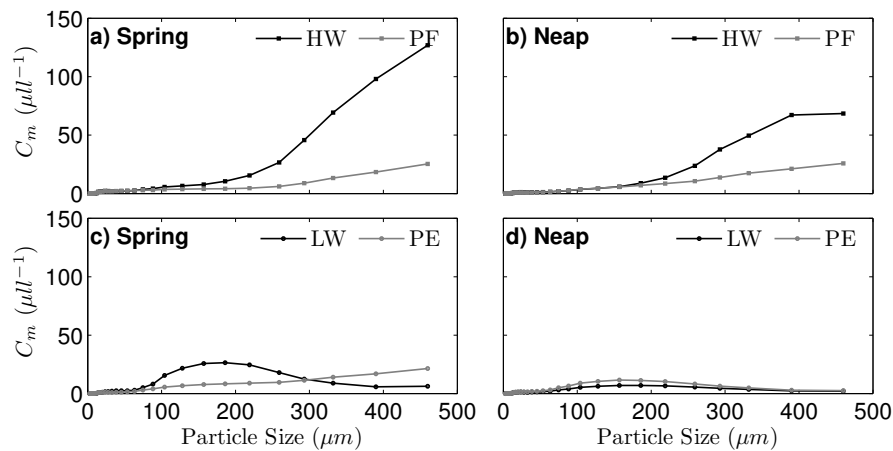 150
100
50
0
C_m (μll⁻¹)
a) Spring
HW
PF
b) Neap
HW
PF
150
100
50
0
C_m (μll⁻¹)
c) Spring
LW
PE
d) Neap
LW
PE
0 100 200 300 400 500
0 100 200 300 400 500
Particle Size (μm)
Particle Size (μm)